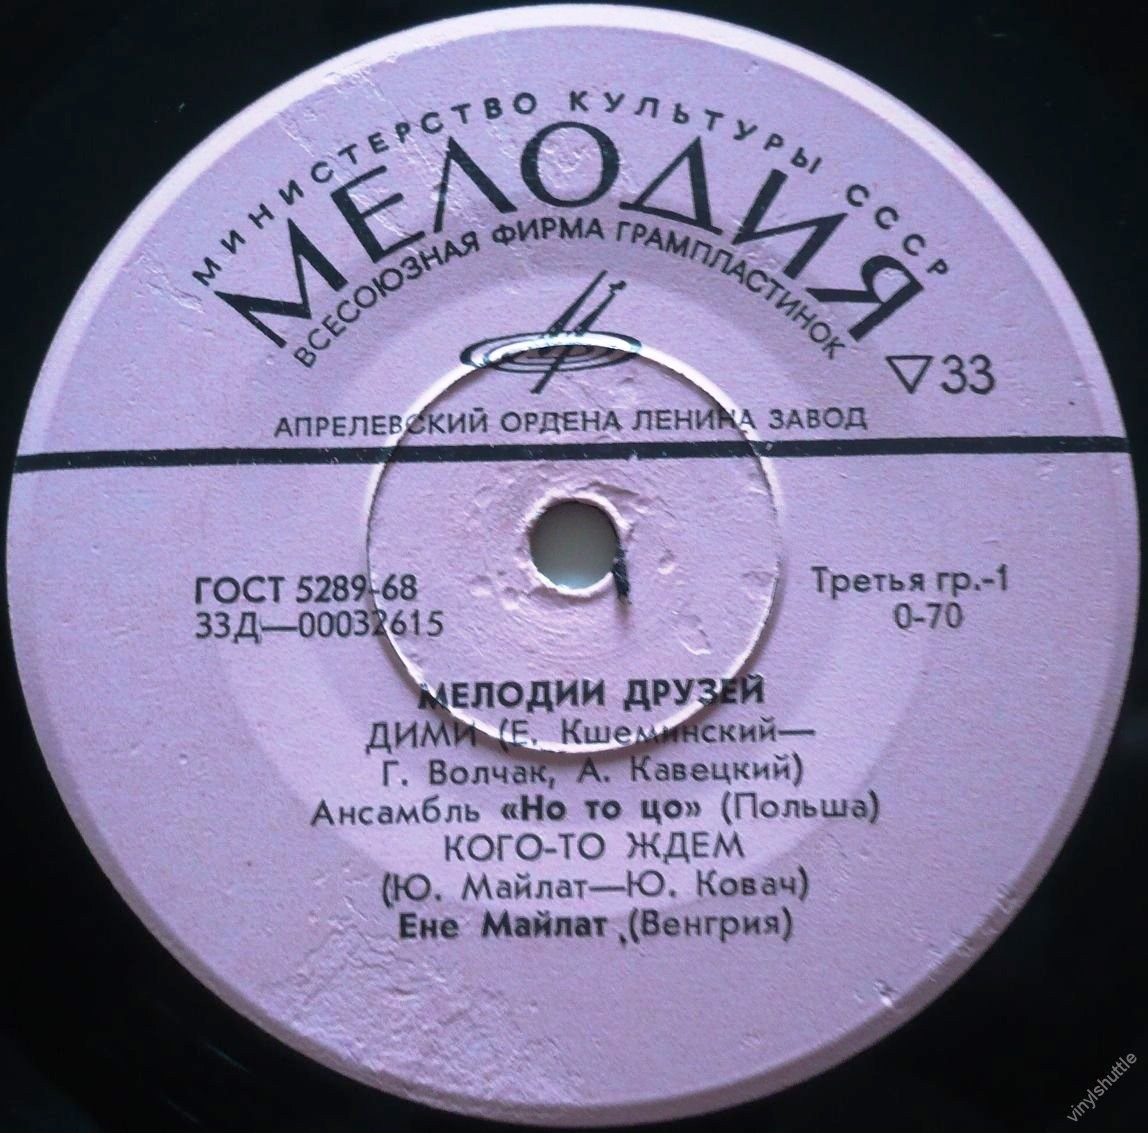 МИНИСТЕРСТВО КУЛЬТУРЫ СССР
МЕЛОДИЯ
ВСЕСОЮЗНАЯ ФИРМА ГРАМПЛАСТИНОК
▽33
АПРЕЛЕВСКИЙ ОРДЕНА ЛЕНИНА ЗАВОД
ГОСТ 5289-68
33Д—00032615
Третья гр.-1
0-70
МЕЛОДИИ ДРУЗЕЙ
ДИМИ (Е. Кшеминский—
Г. Волчак, А. Кавецкий)
Ансамбль «Но то цо» (Польша)
КОГО-ТО ЖДЕМ
(Ю. Майлат—Ю. Ковач)
Ене Майлат (Венгрия)
vinylshuttle